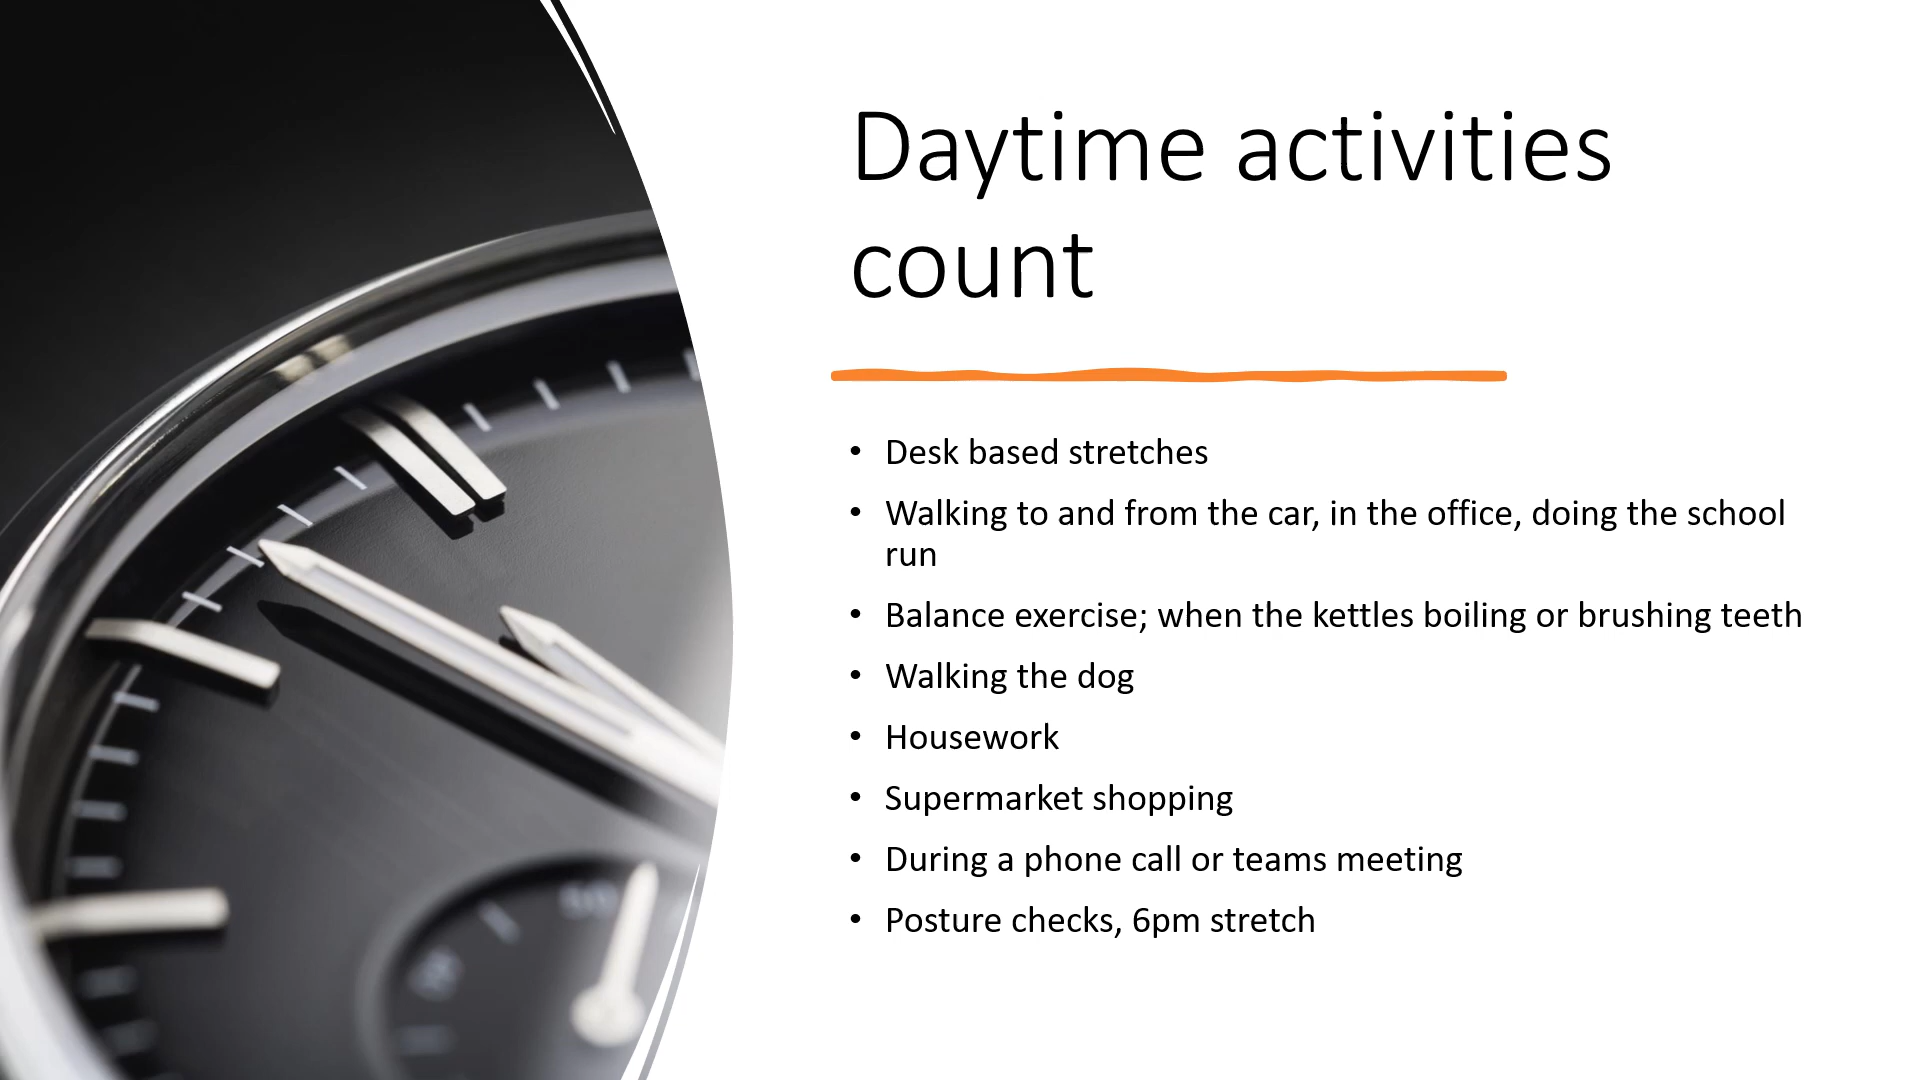 Daytime activities
count
• Desk based stretches
• Walking to and from the car, in the office, doing the school
run
• Balance exercise; when the kettles boiling or brushing teeth
• Walking the dog
• Housework
• Supermarket shopping
• During a phone call or teams meeting
• Posture checks, 6pm stretch